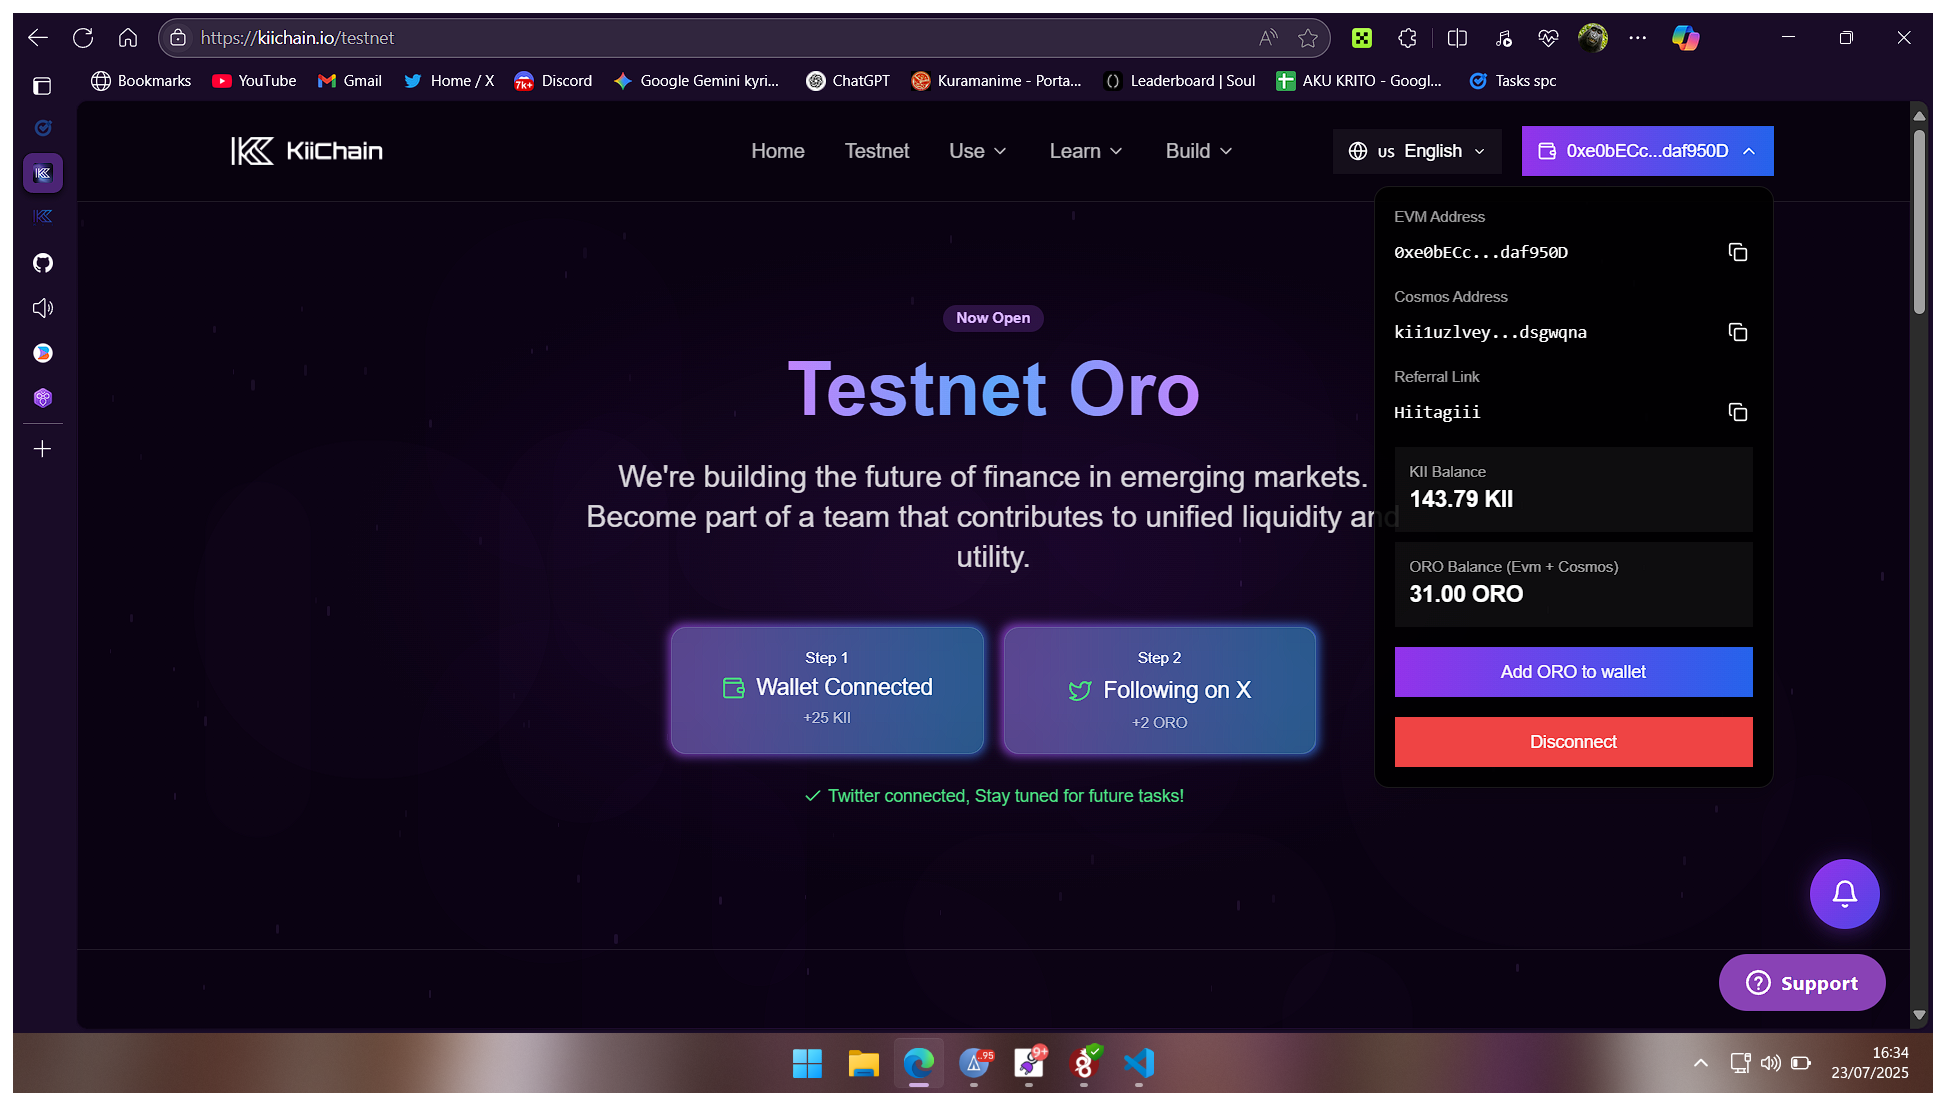 https://kiichain.io/testnet
Bookmarks
YouTube
Gmail
Home / X
7K+
Discord
Google Gemini kyri...
ChatGPT
Kuramanime - Porta...
Leaderboard | Soul
AKU KRITO - Googl...
Tasks spc
KiiChain
Home
Testnet
Use
Learn
Build
US English
0xe0bECc...daf950D
EVM Address
0xe0bECc...daf950D
Cosmos Address
kii1uzlvey...dsgwqna
Referral Link
Hiitagiii
KII Balance
143.79 KII
ORO Balance (Evm + Cosmos)
31.00 ORO
Add ORO to wallet
Disconnect
Now Open
Testnet Oro
We're building the future of finance in emerging markets.
Become part of a team that contributes to unified liquidity and
utility.
Step 1
Wallet Connected
+25 KII
Step 2
Following on X
+2 ORO
Twitter connected, Stay tuned for future tasks!
Support
.95
9+
16:34
23/07/2025